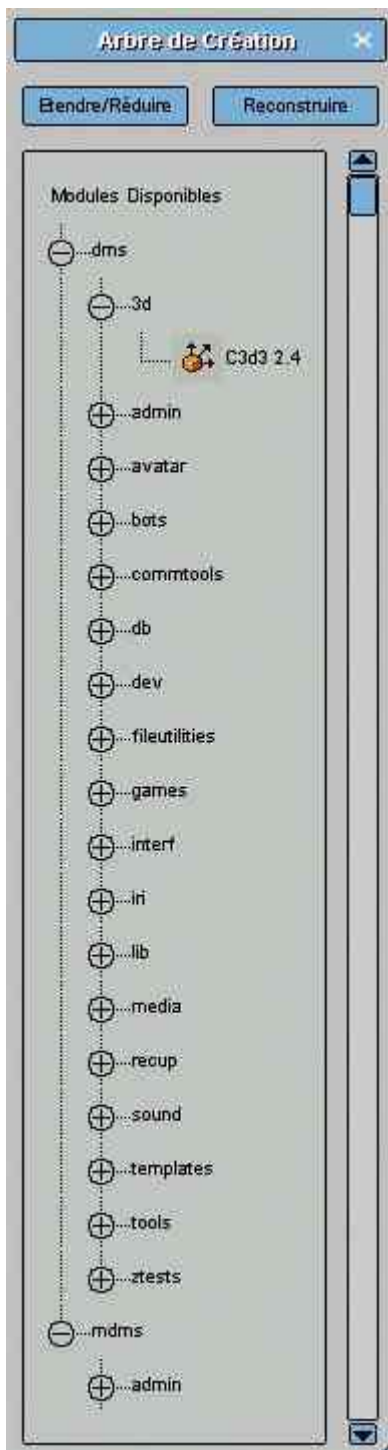 Arbre de Création
Etendre/Réduire Reconstruire
Modules Disponibles
dms
3d
C3d3 2.4
admin
avatar
bots
commtools
db
dev
fileutilities
games
interf
iri
lib
media
recup
sound
templates
tools
ztests
mdms
admin